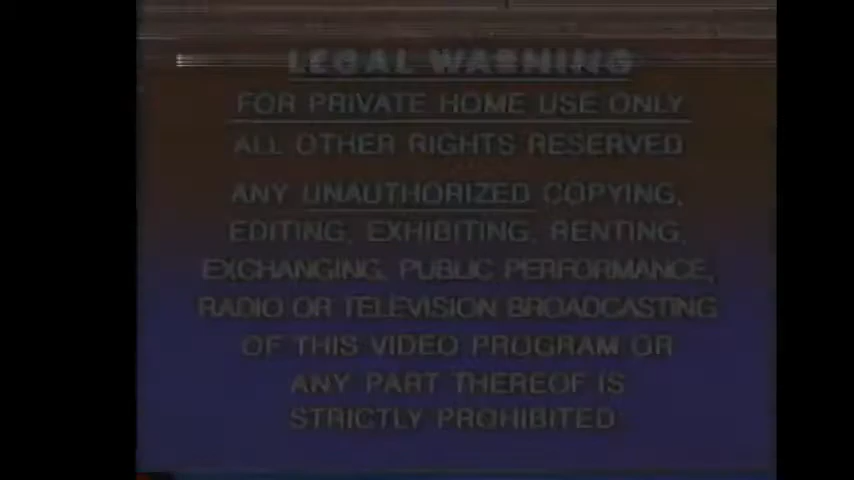 LEGAL WARNING
FOR PRIVATE HOME USE ONLY
ALL OTHER RIGHTS RESERVED
ANY UNAUTHORIZED COPYING,
EDITING, EXHIBITING, RENTING,
EXCHANGING, PUBLIC PERFORMANCE,
RADIO OR TELEVISION BROADCASTING
OF THIS VIDEO PROGRAM OR
ANY PART THEREOF IS
STRICTLY PROHIBITED